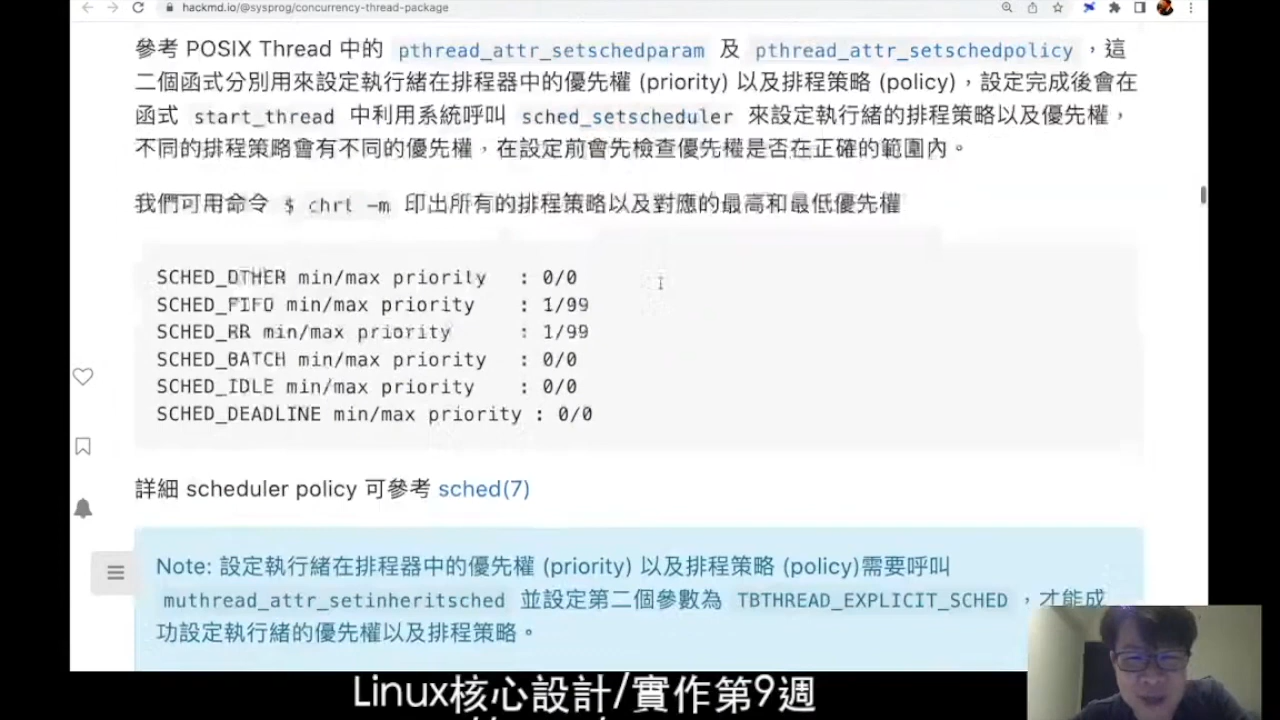 hackmd.io/@sysprog/concurrency-thread-package
參考 POSIX Thread 中的 pthread_attr_setschedparam 及 pthread_attr_setschedpolicy ，這
二個函式分別用來設定執行緒在排程器中的優先權 (priority) 以及排程策略 (policy)，設定完成後會在
函式 start_thread 中利用系統呼叫 sched_setscheduler 來設定執行緒的排程策略以及優先權，
不同的排程策略會有不同的優先權，在設定前會先檢查優先權是否在正確的範圍內。
我們可用命令 $ chrt -m 印出所有的排程策略以及對應的最高和最低優先權
SCHED_OTHER min/max priority : 0/0
SCHED_FIFO min/max priority : 1/99
SCHED_RR min/max priority : 1/99
SCHED_BATCH min/max priority : 0/0
SCHED_IDLE min/max priority : 0/0
SCHED_DEADLINE min/max priority : 0/0
詳細 scheduler policy 可參考 sched(7)
Note: 設定執行緒在排程器中的優先權 (priority) 以及排程策略 (policy)需要呼叫
muthread_attr_setinheritsched 並設定第二個參數為 TBTHREAD_EXPLICIT_SCHED ，才能成
功設定執行緒的優先權以及排程策略。
Linux核心設計/實作第9週